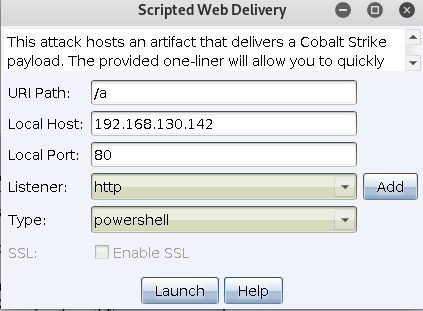 Scripted Web Delivery
This attack hosts an artifact that delivers a Cobalt Strike
payload. The provided one-liner will allow you to quickly
URI Path: /a
Local Host: 192.168.130.142
Local Port: 80
Listener: http Add
Type: powershell
SSL: Enable SSL
Launch Help